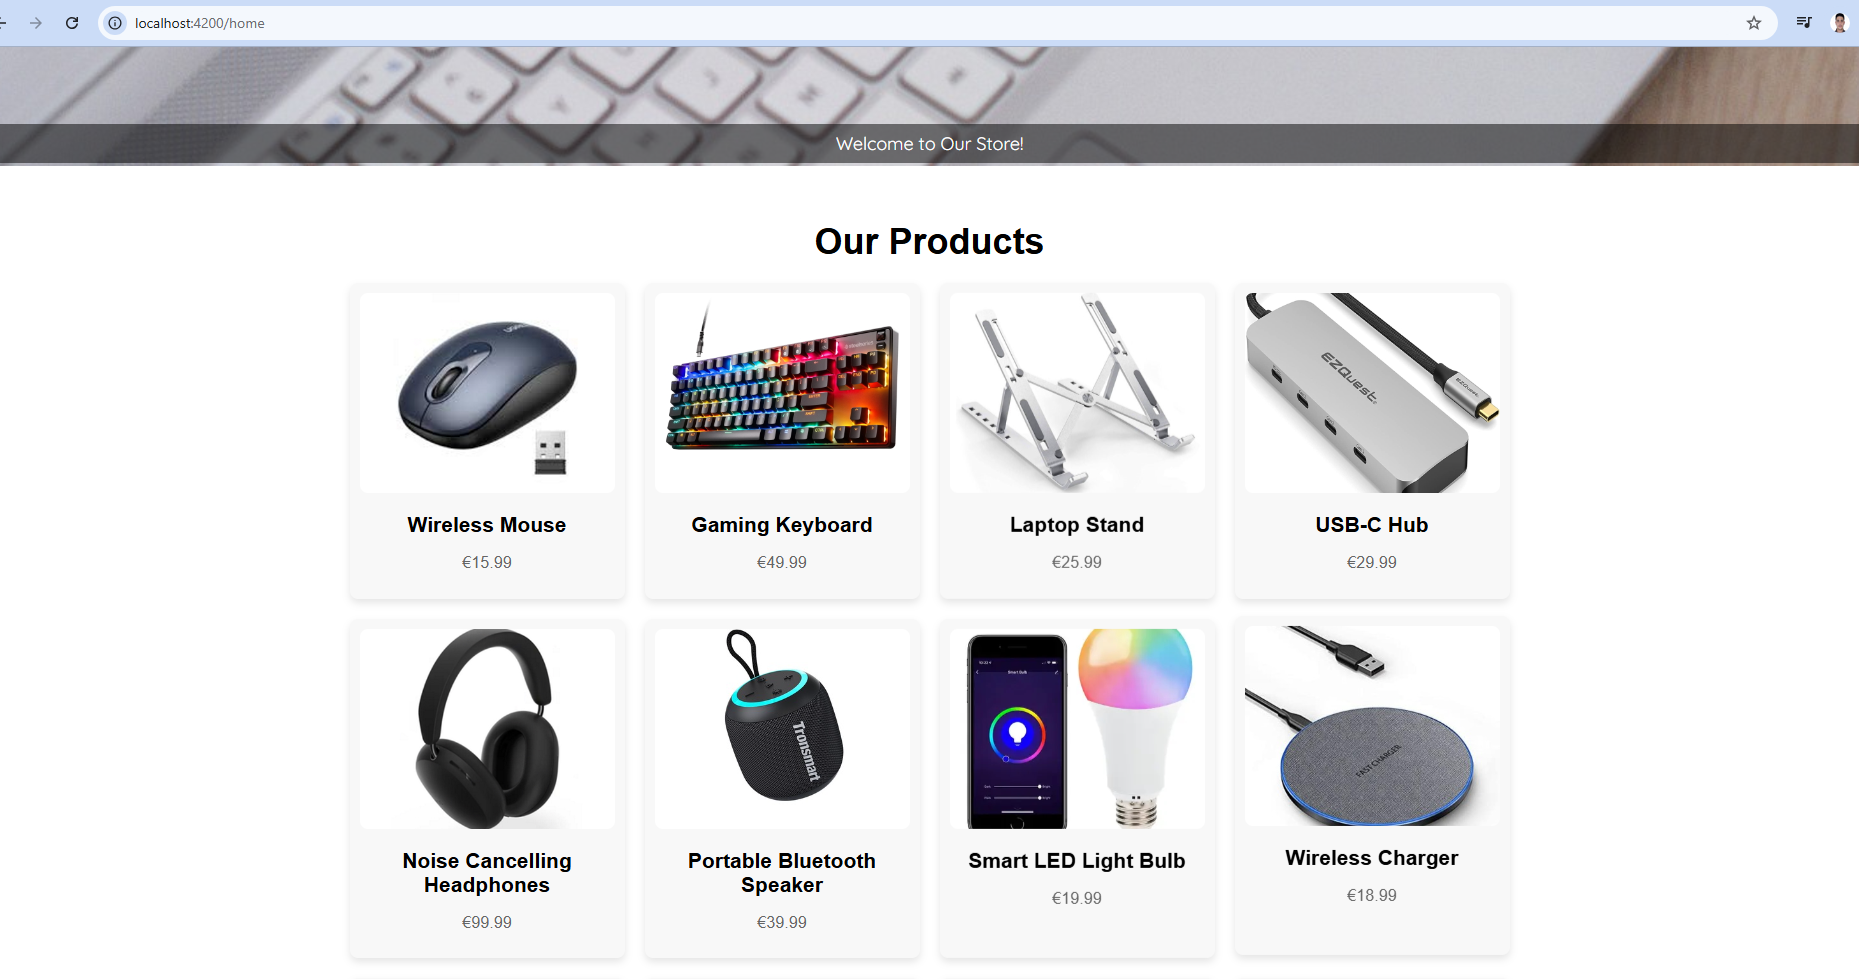 localhost:4200/home
Welcome to Our Store!
Our Products
EZQuest
Wireless Mouse
Gaming Keyboard
Laptop Stand
USB-C Hub
€15.99
€49.99
€25.99
€29.99
Smart Bulb
Tronsmart
FAST CHARGER
Noise Cancelling
Headphones
Portable Bluetooth
Speaker
Smart LED Light Bulb
Wireless Charger
€99.99
€39.99
€19.99
€18.99